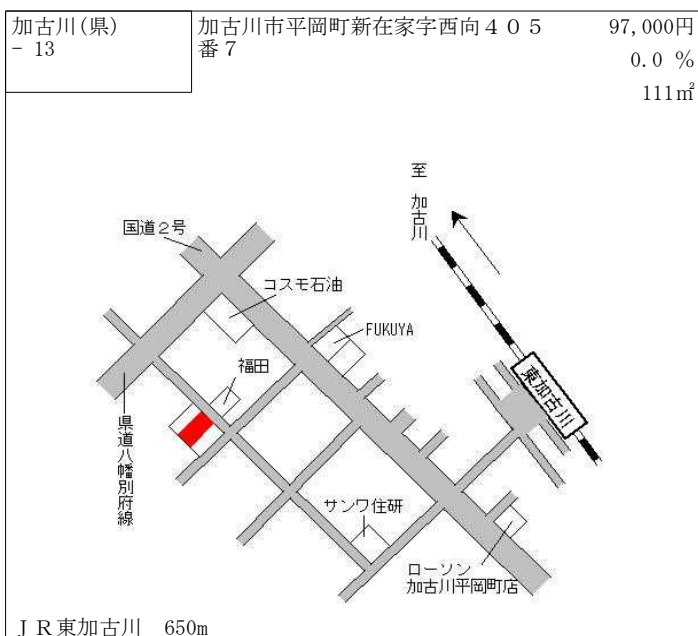 加古川(県)
- 13
加古川市平岡町新在家字西向４０５
番７
97,000円
0.0 %
111㎡
至 加古川
国道２号
コスモ石油
FUKUYA
福田
東加古川
県道八幡別府線
サンワ住研
ローソン
加古川平岡町店
ＪＲ東加古川　650m